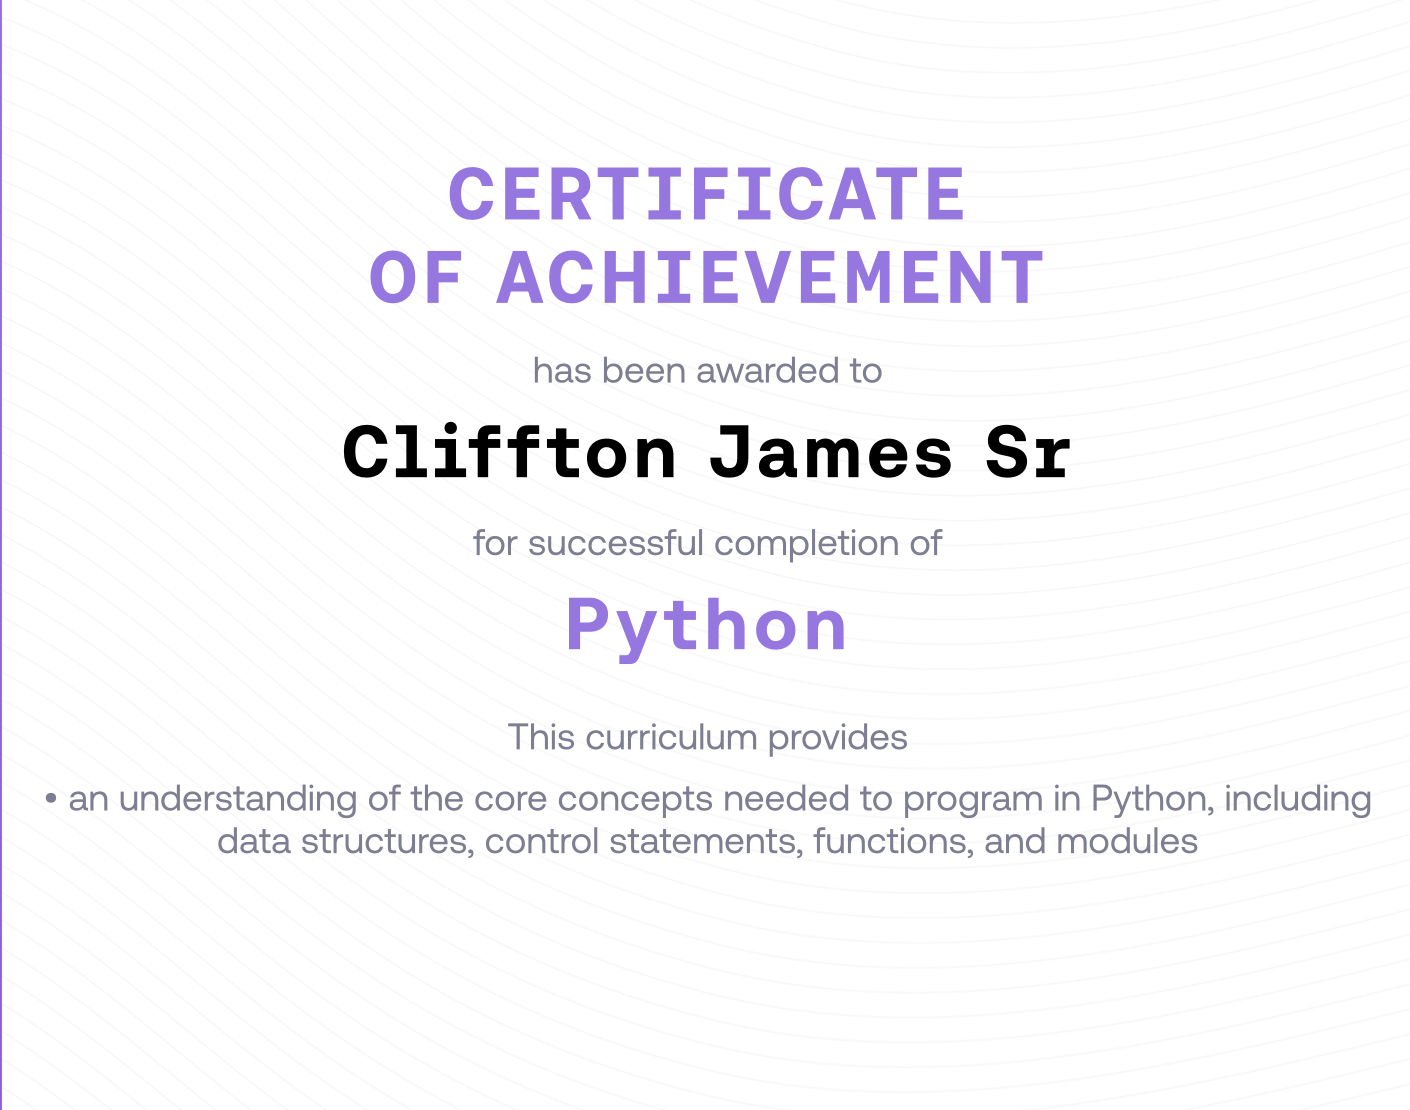 CERTIFICATE
OF ACHIEVEMENT
has been awarded to
Cliffton James Sr
for successful completion of
Python
This curriculum provides
• an understanding of the core concepts needed to program in Python, including
data structures, control statements, functions, and modules